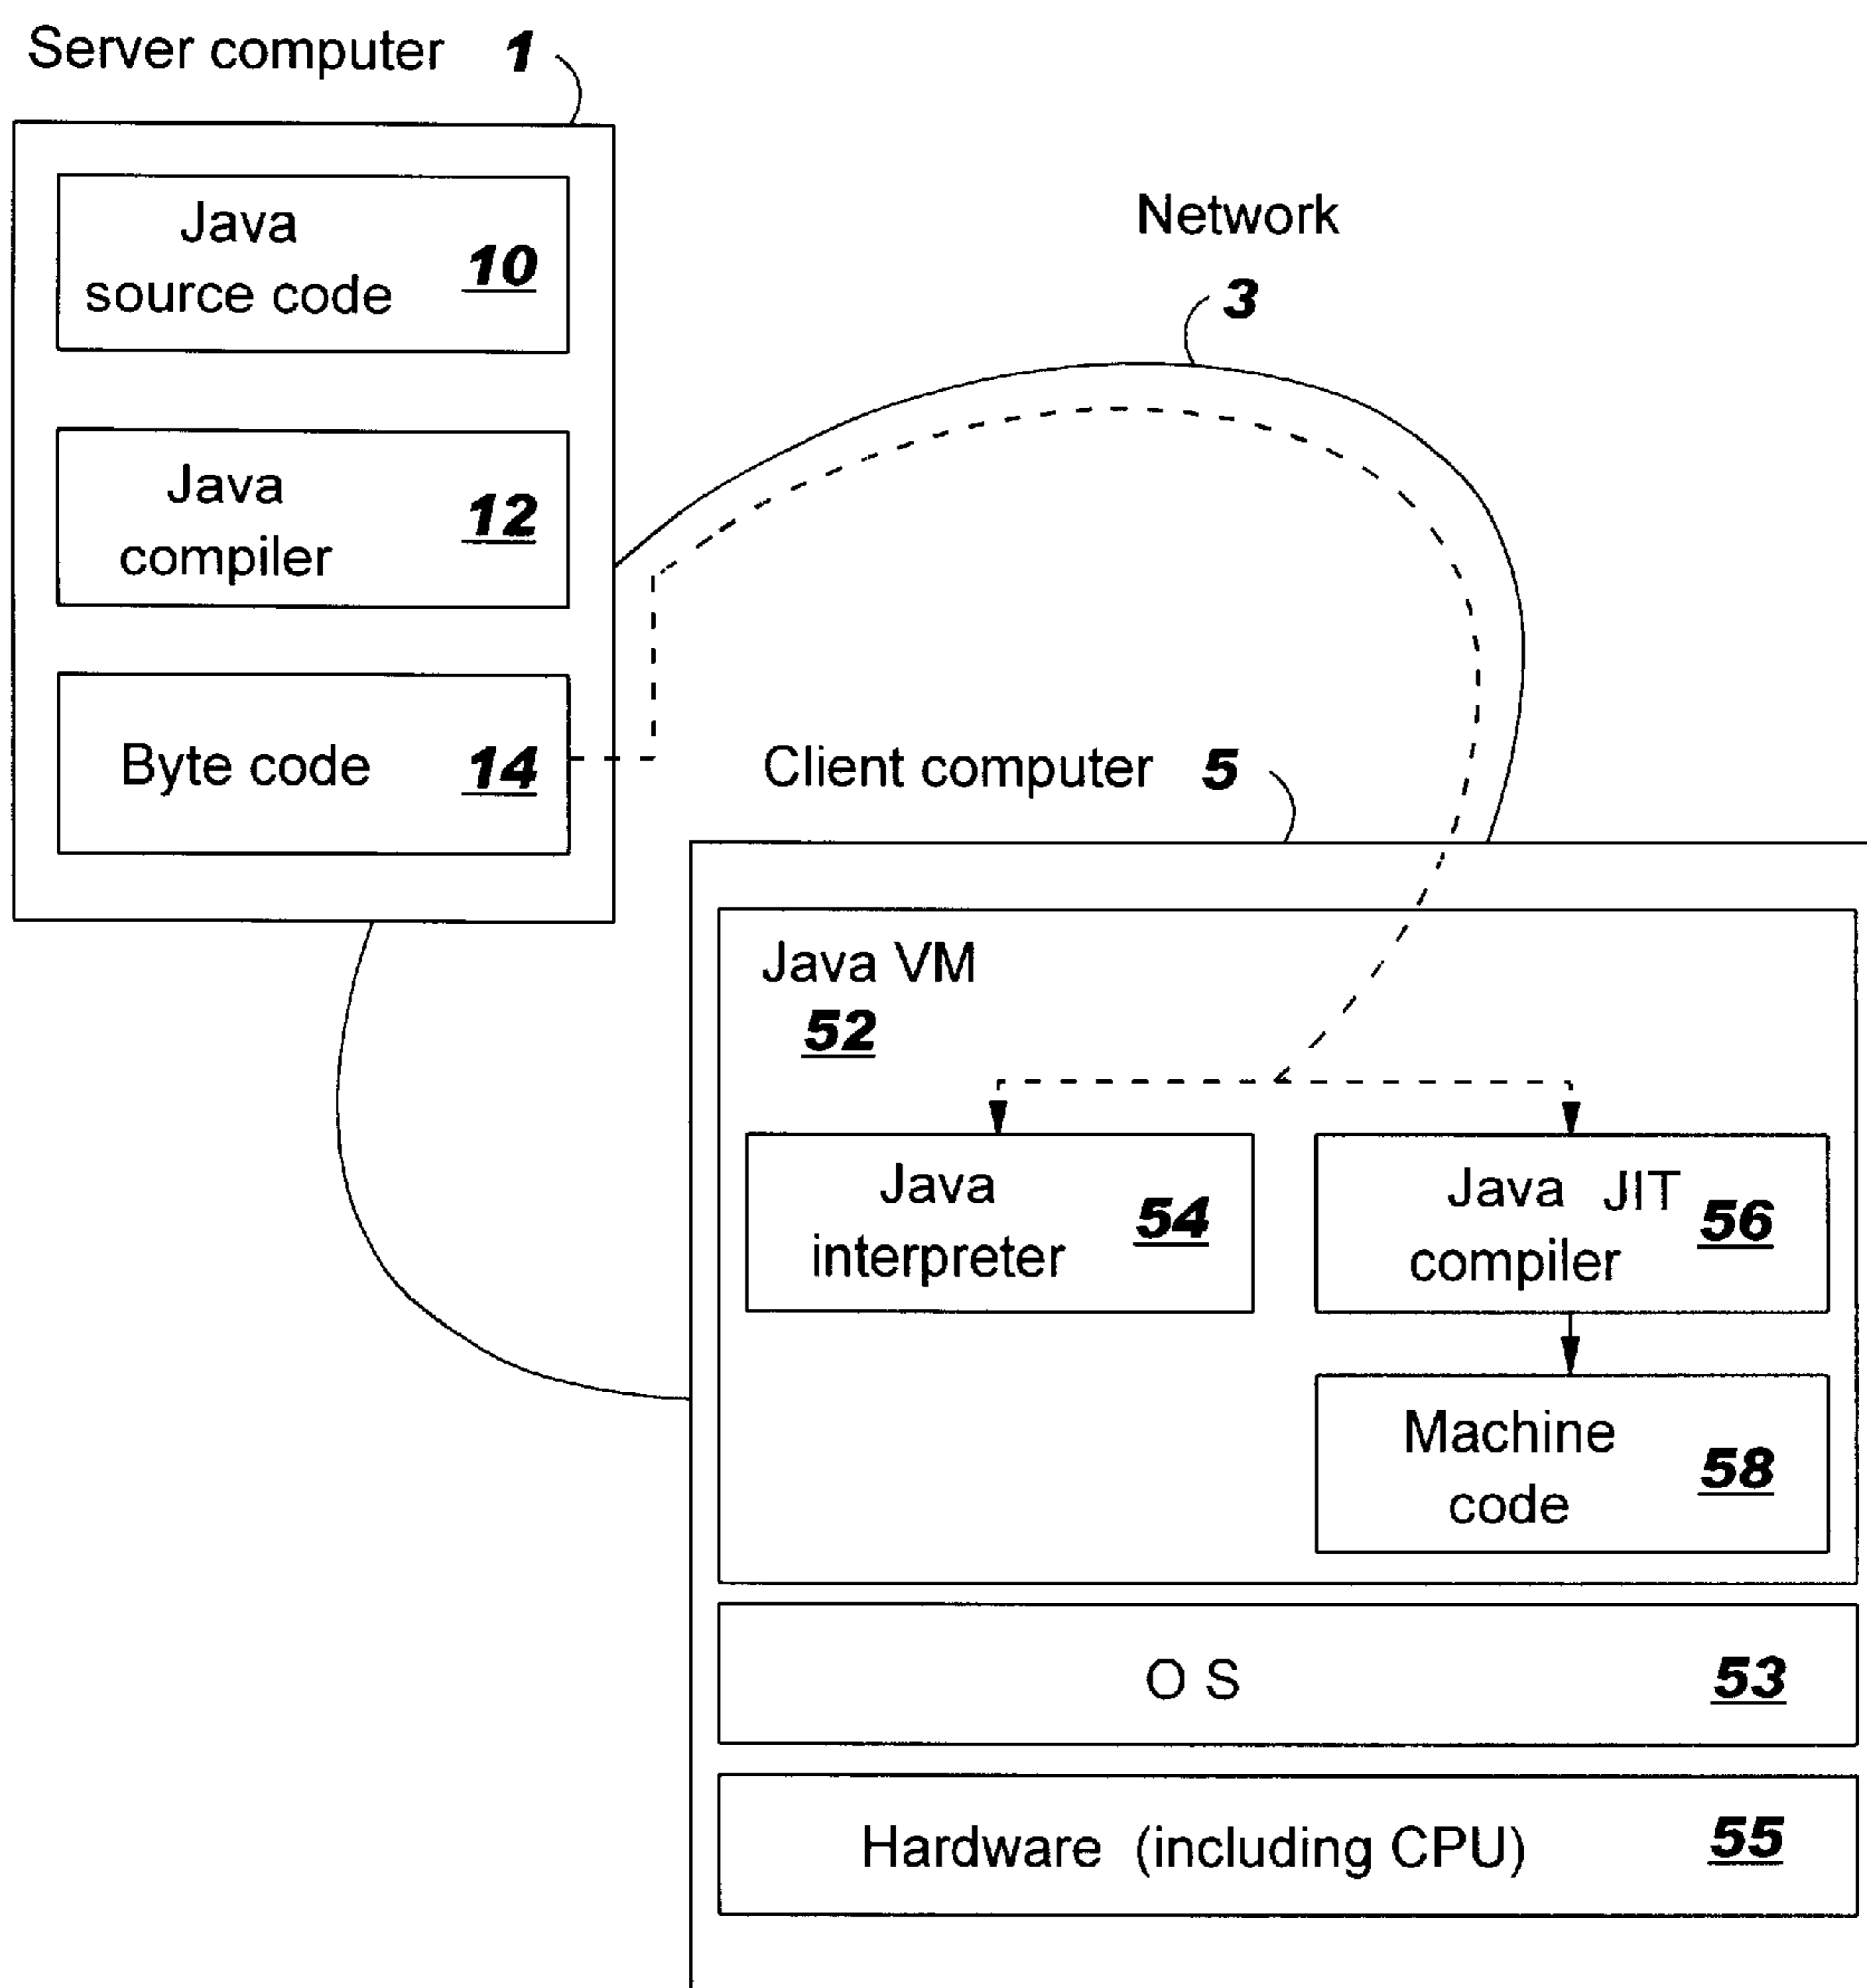 Server computer 1
Java
source code 10
Java
compiler 12
Byte code 14
Network
3
Client computer 5
Java VM
52
Java
interpreter 54
Java JIT
compiler 56
Machine
code 58
O S 53
Hardware (including CPU) 55